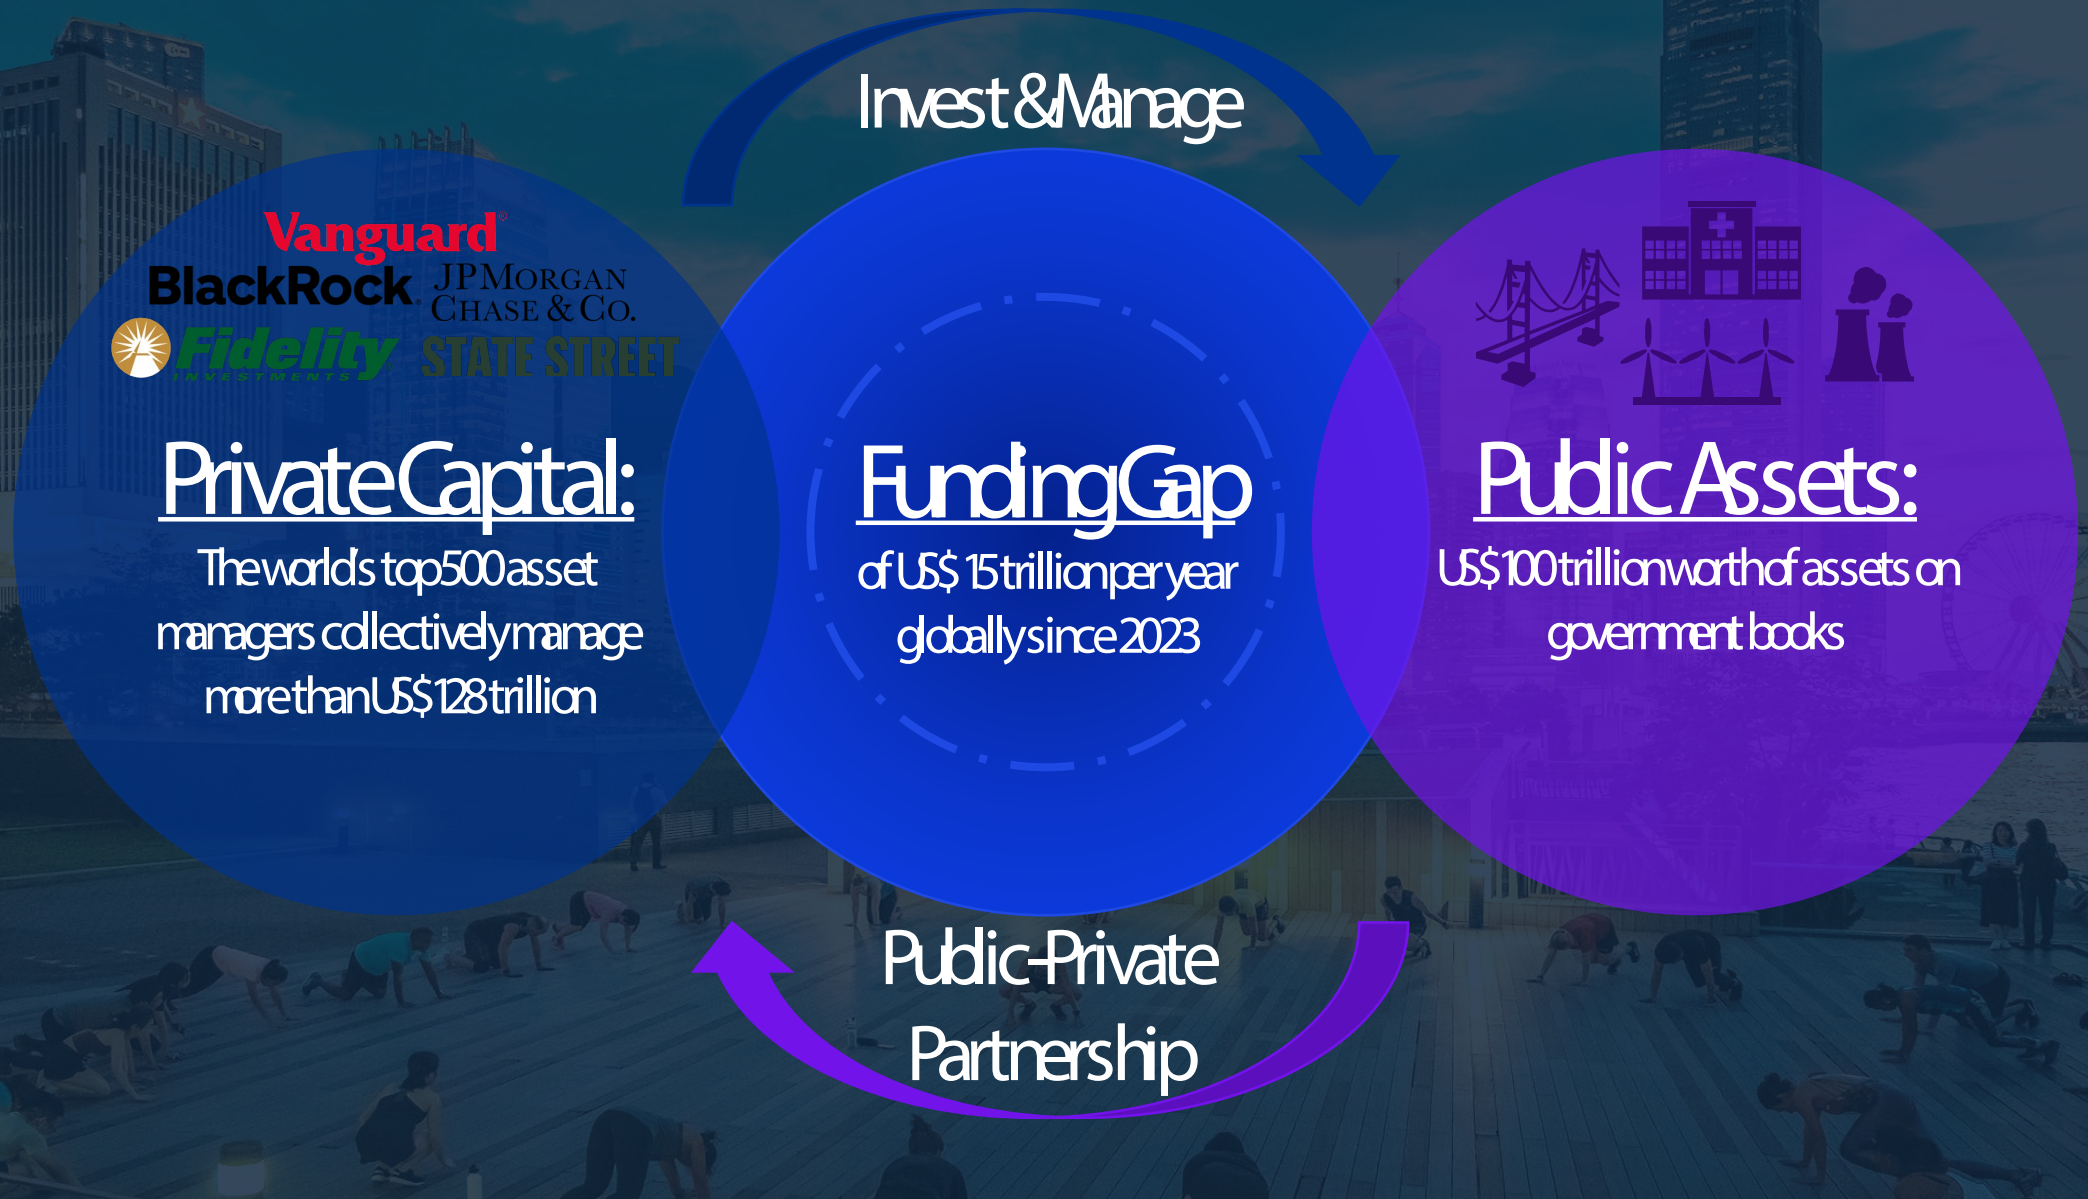 Invest & Manage
Vanguard®
BlackRock.
JPMORGAN
CHASE & CO.
Fidelity
INVESTMENTS
STATE STREET
Private Capital:
The world's top 500 asset
managers collectively manage
more than US$128 trillion
Funding Gap
of US$ 15 trillion per year
globally since 2023
Public Assets:
US$100 trillion worth of assets on
government books
Public-Private
Partnership